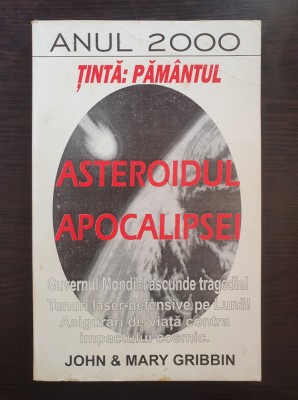 ANUL 2000
ȚINTĂ: PĂMÂNTUL
ASTEROIDUL
APOCALIPSEI
Guvernul Mondial ascunde tragedia!
Tunuri laser defensive pe Lună!
Asigurări de viață contra
impactului cosmic.
JOHN & MARY GRIBBIN